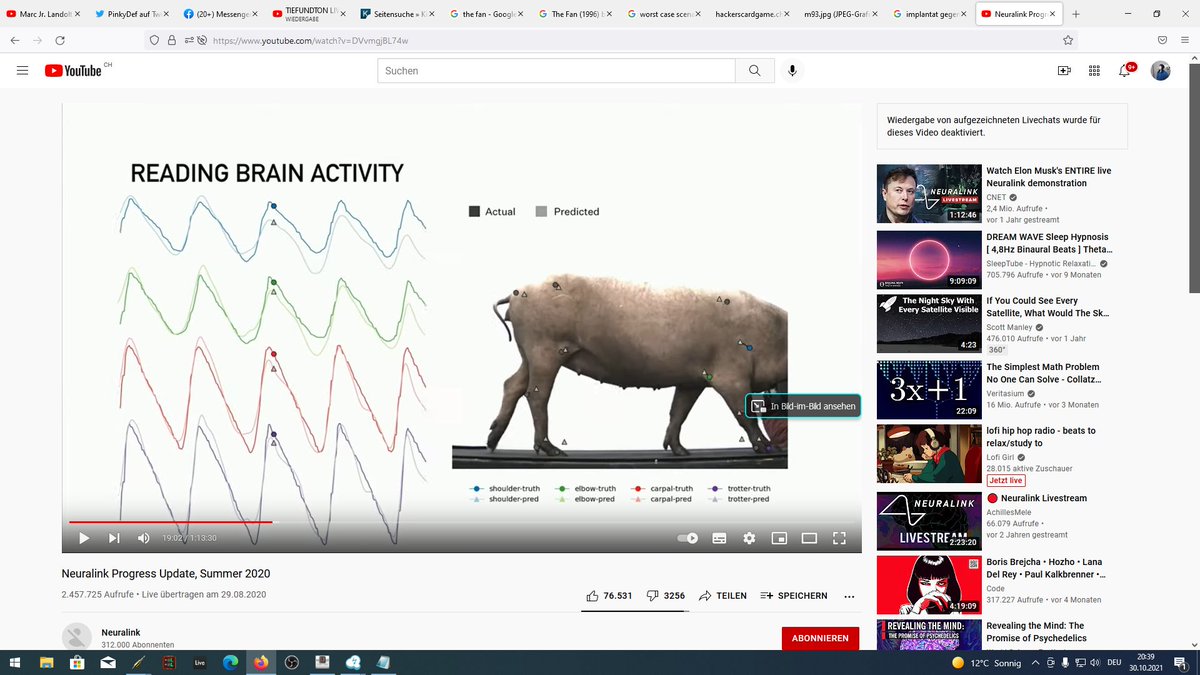 Marc Jr. Landolt
PinkyDef auf Tw
(20+) Messenge
TIEFUNDTON LI
WIEDERGABE
Seitensuche » Ki
the fan - Google
The Fan (1996) b
worst case scena
hackerscardgame.c
m93.jpg (JPEG-Graf
implantat gegen
Neuralink Progr
https://www.youtube.com/watch?v=DVvmgjBL74w
YouTube CH
Suchen
9+
READING BRAIN ACTIVITY
Actual
Predicted
In Bild-im-Bild ansehen
shoulder-truth
elbow-truth
carpal-truth
trotter-truth
shoulder-pred
elbow-pred
carpal-pred
trotter-pred
19:02 / 1:13:30
Neuralink Progress Update, Summer 2020
2.457.725 Aufrufe • Live übertragen am 29.08.2020
76.531
3256
TEILEN
SPEICHERN
Neuralink
312.000 Abonnenten
ABONNIEREN
Wiedergabe von aufgezeichneten Livechats wurde für
dieses Video deaktiviert.
NEURALINK
LIVESTREAM
1:12:46
Watch Elon Musk's ENTIRE live
Neuralink demonstration
CNET
2,4 Mio. Aufrufe •
vor 1 Jahr gestreamt
9:09:09
DREAM WAVE Sleep Hypnosis
[ 4,8Hz Binaural Beats ] Theta...
SleepTube - Hypnotic Relaxati...
705.796 Aufrufe • vor 9 Monaten
The Night Sky With
Every Satellite Visible
4:23
If You Could See Every
Satellite, What Would The Sk...
Scott Manley
476.010 Aufrufe • vor 1 Jahr
360°
3x+1
22:09
The Simplest Math Problem
No One Can Solve - Collatz...
Veritasium
16 Mio. Aufrufe • vor 3 Monaten
lofi hip hop radio - beats to
relax/study to
Lofi Girl
28.015 aktive Zuschauer
Jetzt live
NEURALINK
LIVESTREAM
2:23:20
Neuralink Livestream
AchillesMele
66.079 Aufrufe •
vor 2 Jahren gestreamt
4:19:09
Boris Brejcha • Hozho • Lana
Del Rey • Paul Kalkbrenner •...
Code
317.227 Aufrufe • vor 4 Monaten
REVEALING THE MIND:
THE PROMISE OF PSYCHEDELICS
Revealing the Mind: The
Promise of Psychedelics
Live
12°C Sonnig
DEU
20:39
30.10.2021
1